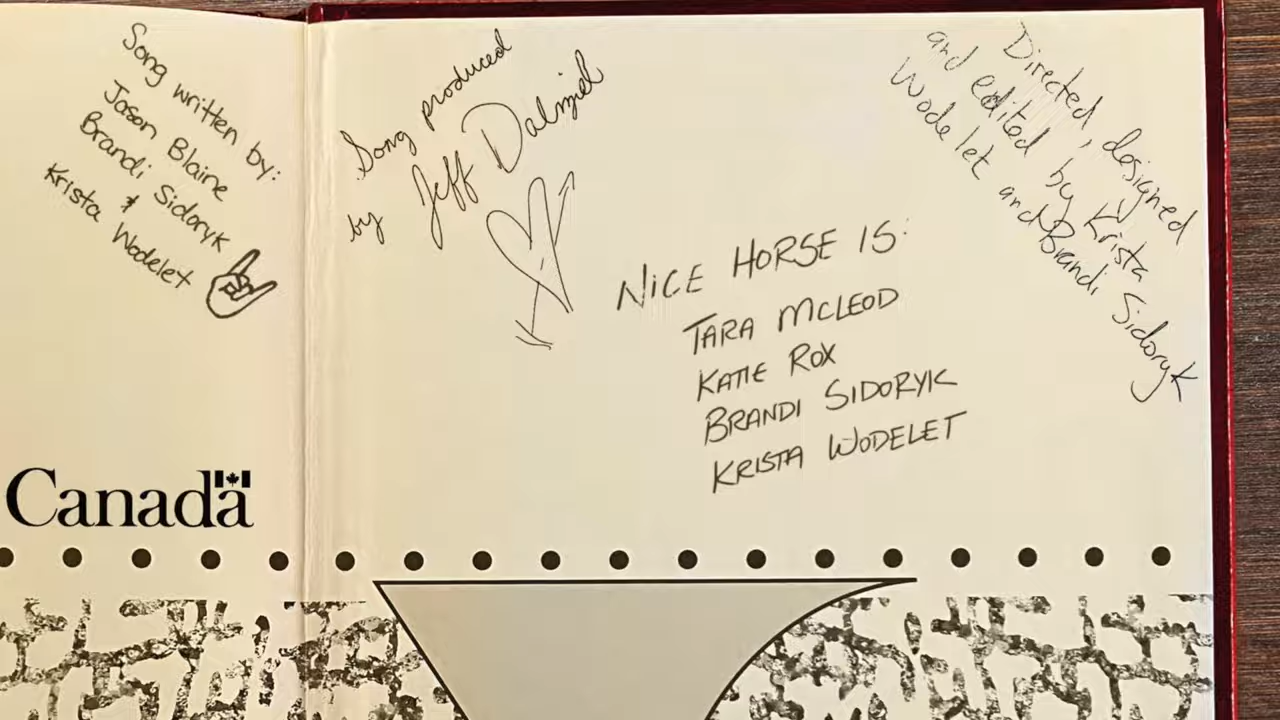 Song written by:
Jason Blaine
Brandi Sidoryk
&
Krista Wodelet
Song produced
by Jeff Dalziel
Directed, designed
and edited by Krista
Wodelet and Brandi Sidoryk
NICE HORSE IS:
TARA MCLEOD
KATIE ROX
BRANDI SIDORYK
KRISTA WODELET
Canada